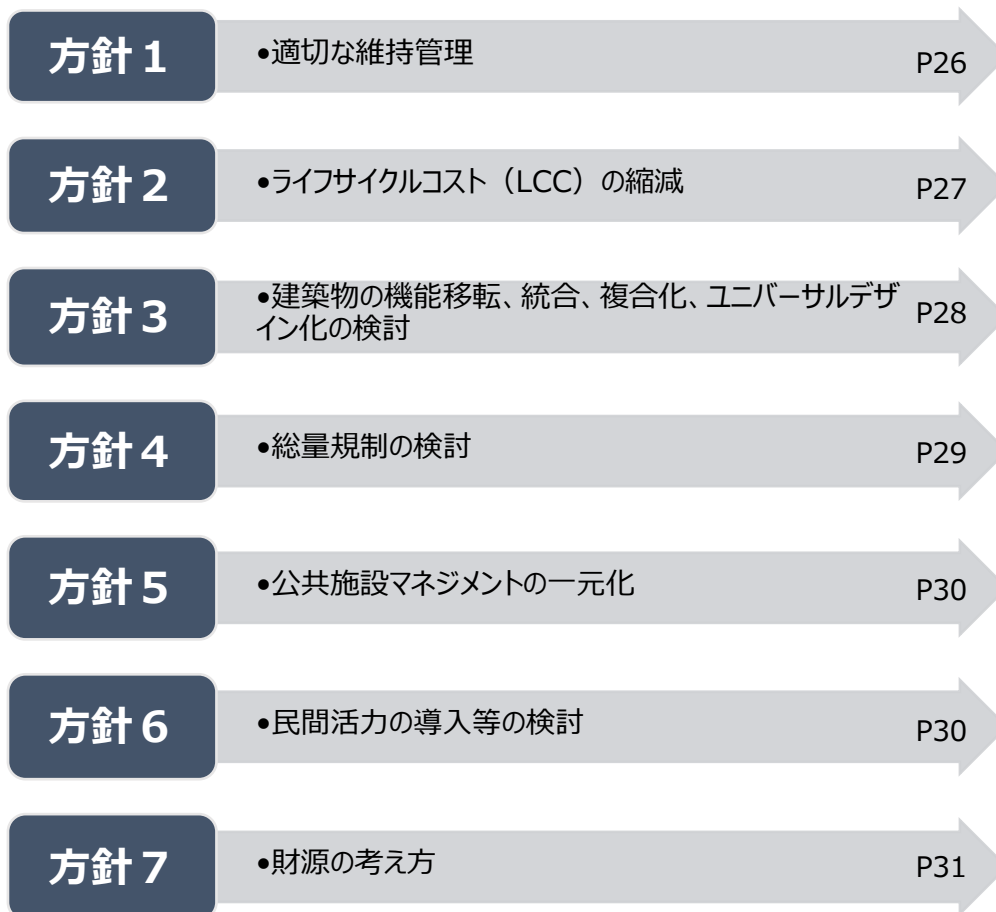 方針１
•適切な維持管理
P26
方針２
•ライフサイクルコスト（LCC）の縮減
P27
方針３
•建築物の機能移転、統合、複合化、ユニバーサルデザ
イン化の検討
P28
方針４
•総量規制の検討
P29
方針５
•公共施設マネジメントの一元化
P30
方針６
•民間活力の導入等の検討
P30
方針７
•財源の考え方
P31